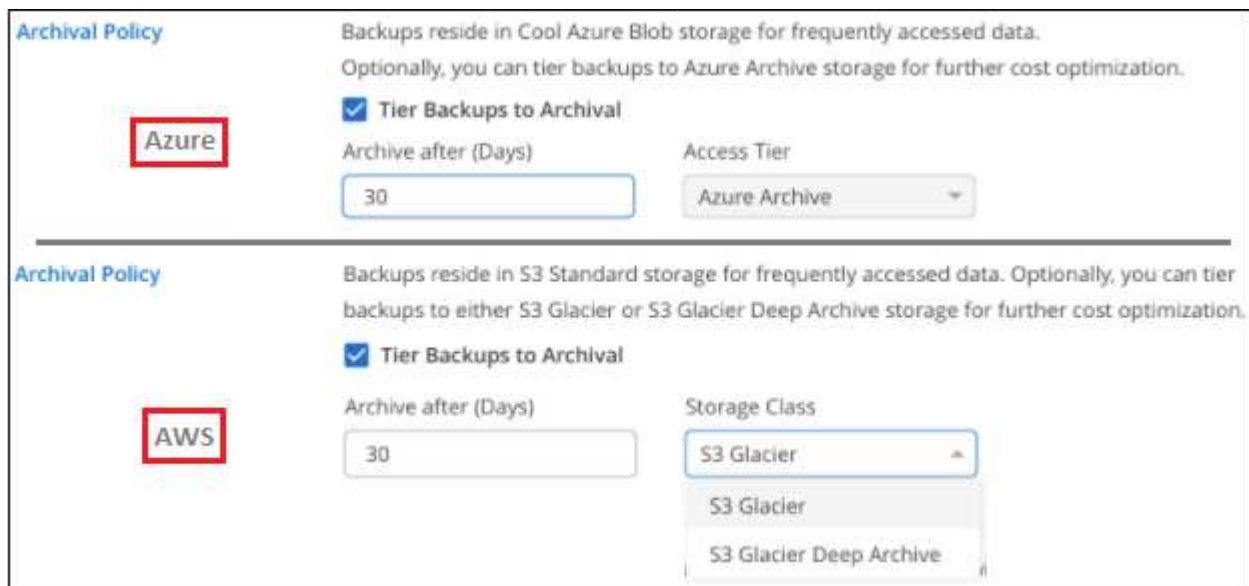 Archival Policy
Backups reside in Cool Azure Blob storage for frequently accessed data.
Optionally, you can tier backups to Azure Archive storage for further cost optimization.
Tier Backups to Archival
Azure
Archive after (Days)
Access Tier
30
Azure Archive
Archival Policy
Backups reside in S3 Standard storage for frequently accessed data. Optionally, you can tier
backups to either S3 Glacier or S3 Glacier Deep Archive storage for further cost optimization.
Tier Backups to Archival
Archive after (Days)
Storage Class
AWS
30
S3 Glacier
S3 Glacier
S3 Glacier Deep Archive